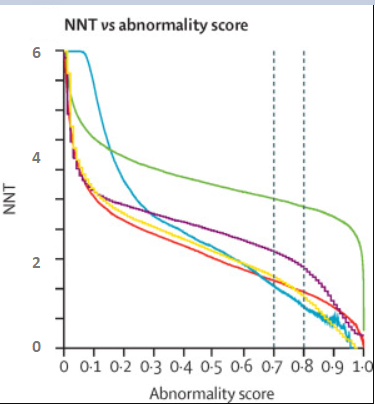 NNT vs abnormality score
6
4
2
0
NNT
0 0·1 0·2 0·3 0·4 0·5 0·6 0·7 0·8 0·9 1·0
Abnormality score